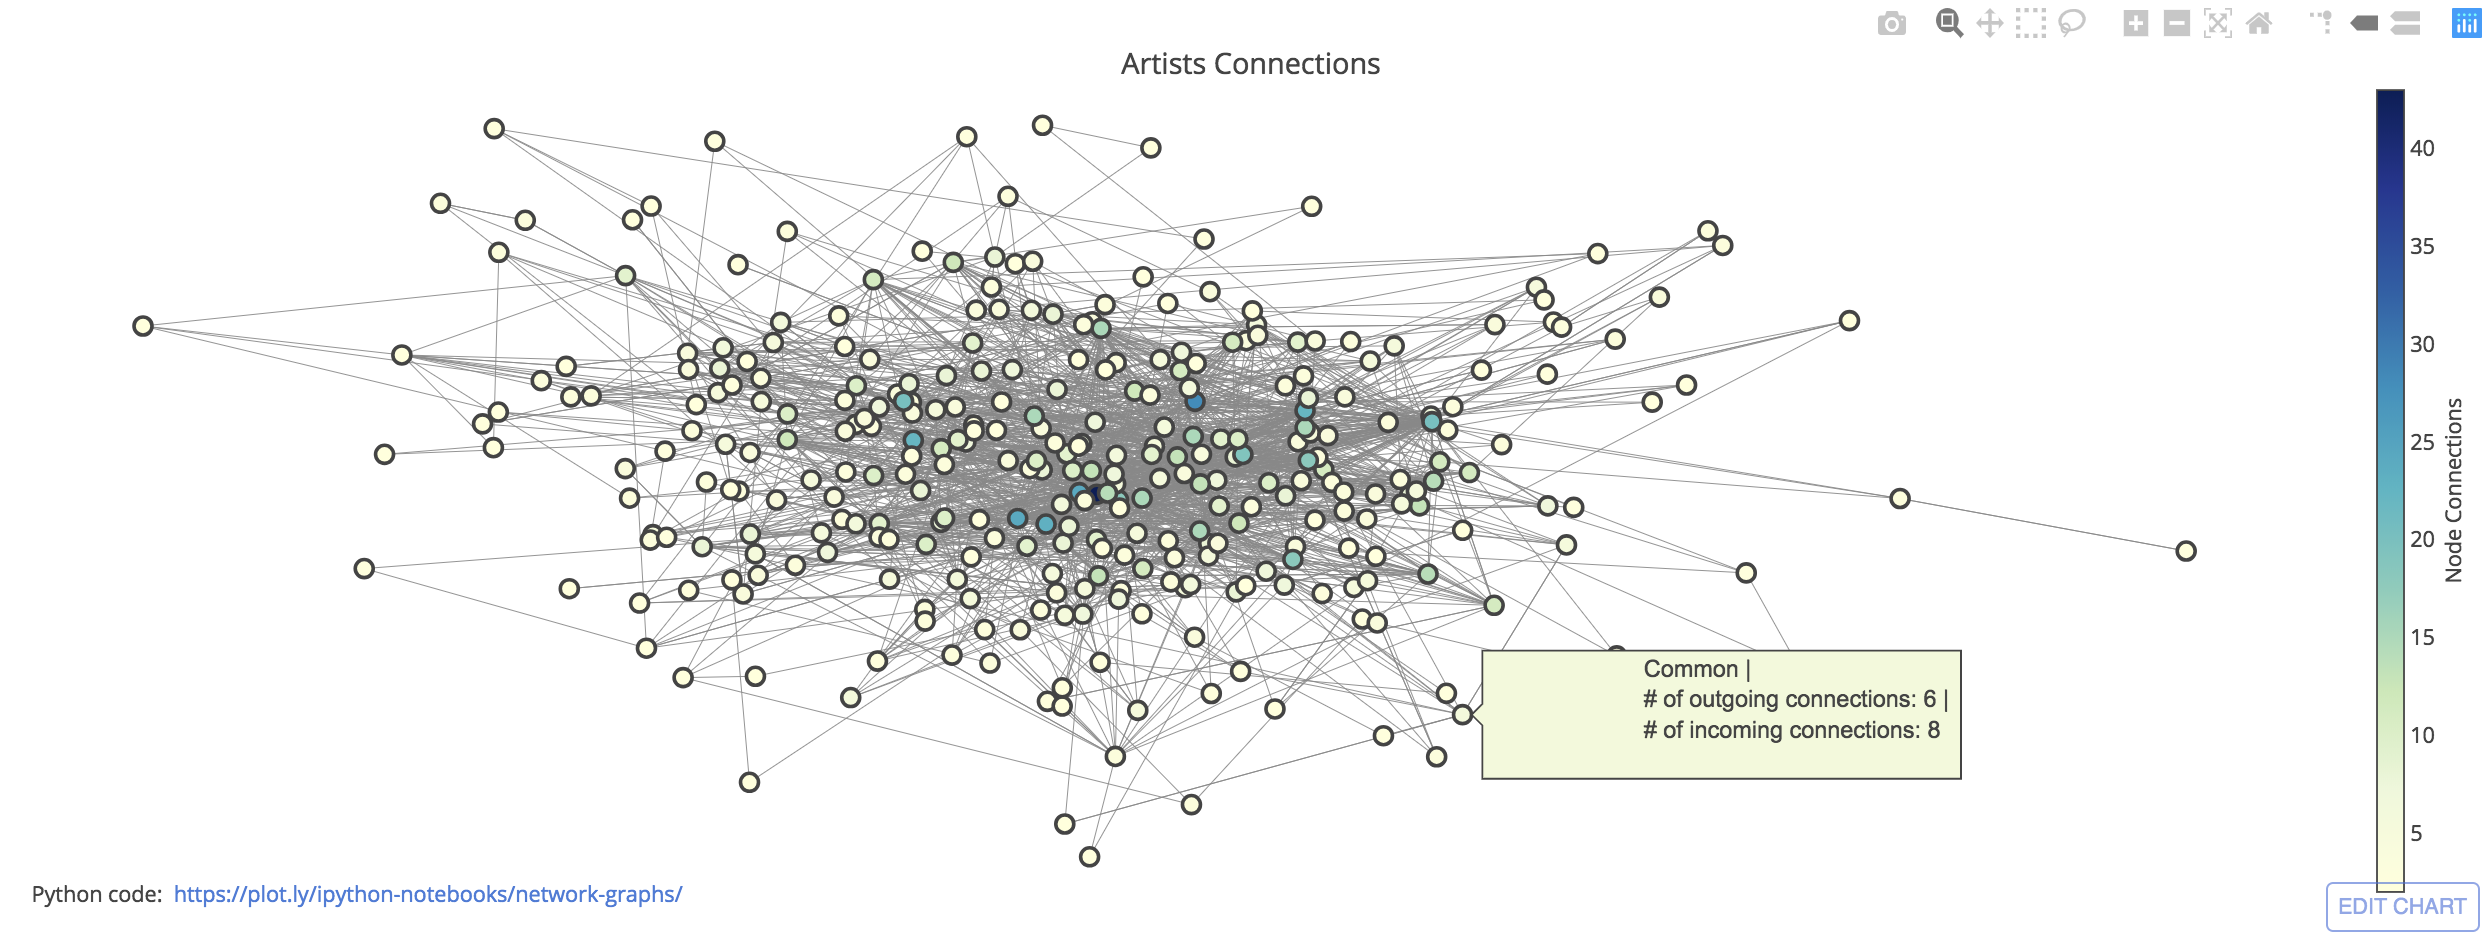 Artists Connections
40
35
30
25
20
15
10
5
Node Connections
Common |
# of outgoing connections: 6 |
# of incoming connections: 8
Python code: https://plot.ly/ipython-notebooks/network-graphs/
EDIT CHART